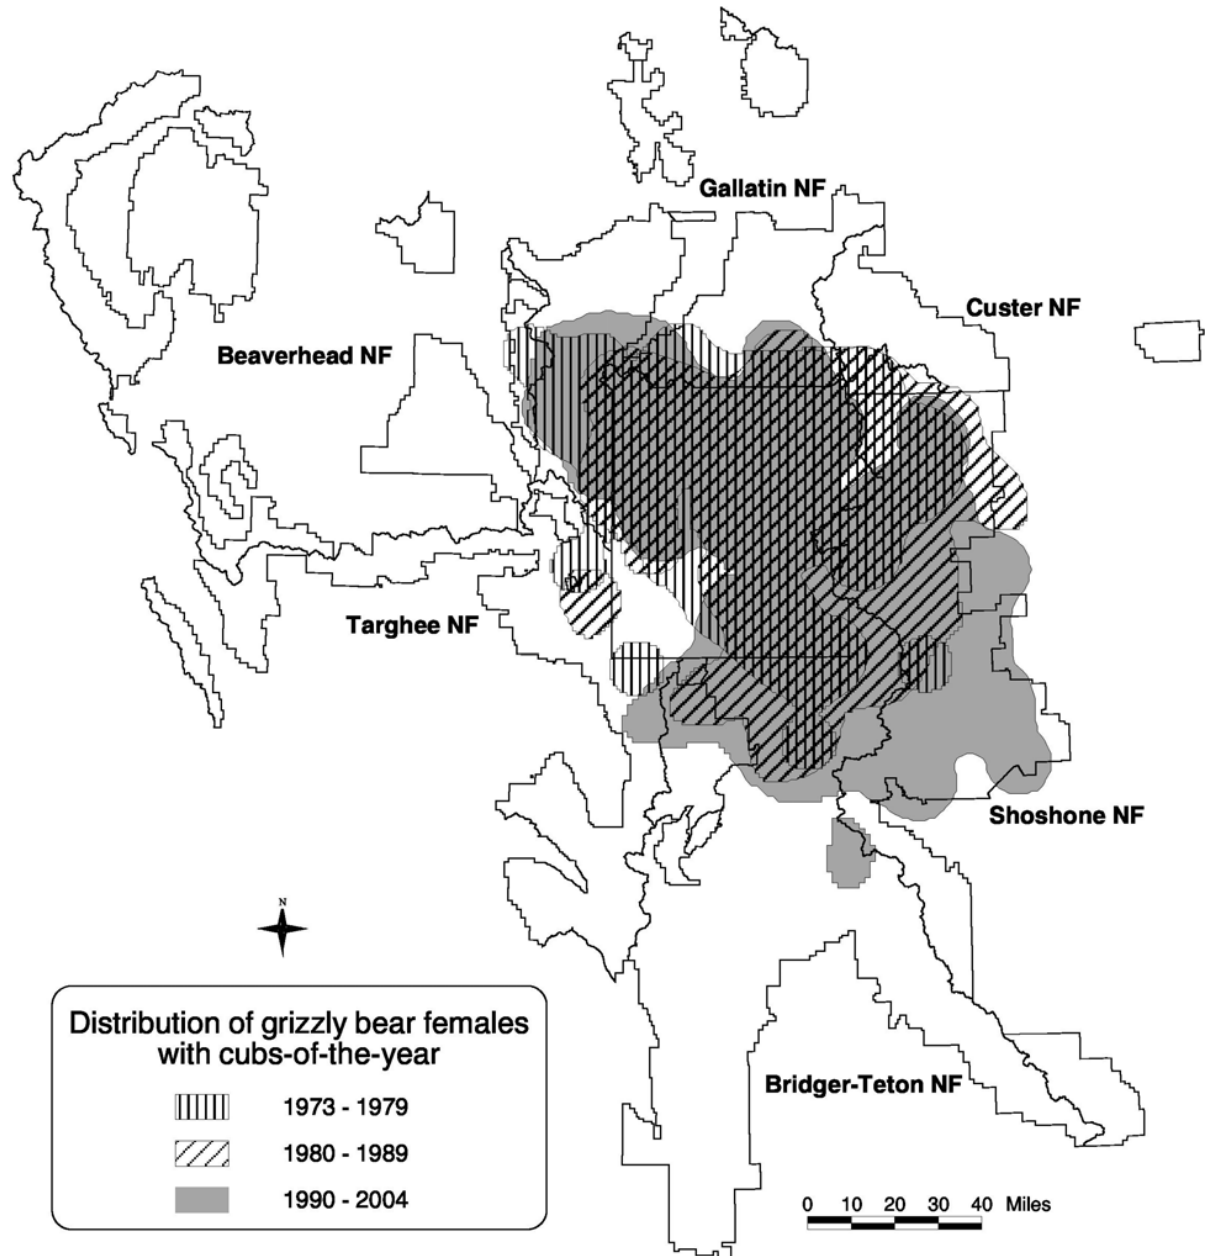 Gallatin NF
Custer NF
Beaverhead NF
Targhee NF
Shoshone NF
N
Distribution of grizzly bear females
with cubs-of-the-year
1973 - 1979
1980 - 1989
1990 - 2004
Bridger-Teton NF
0 10 20 30 40 Miles